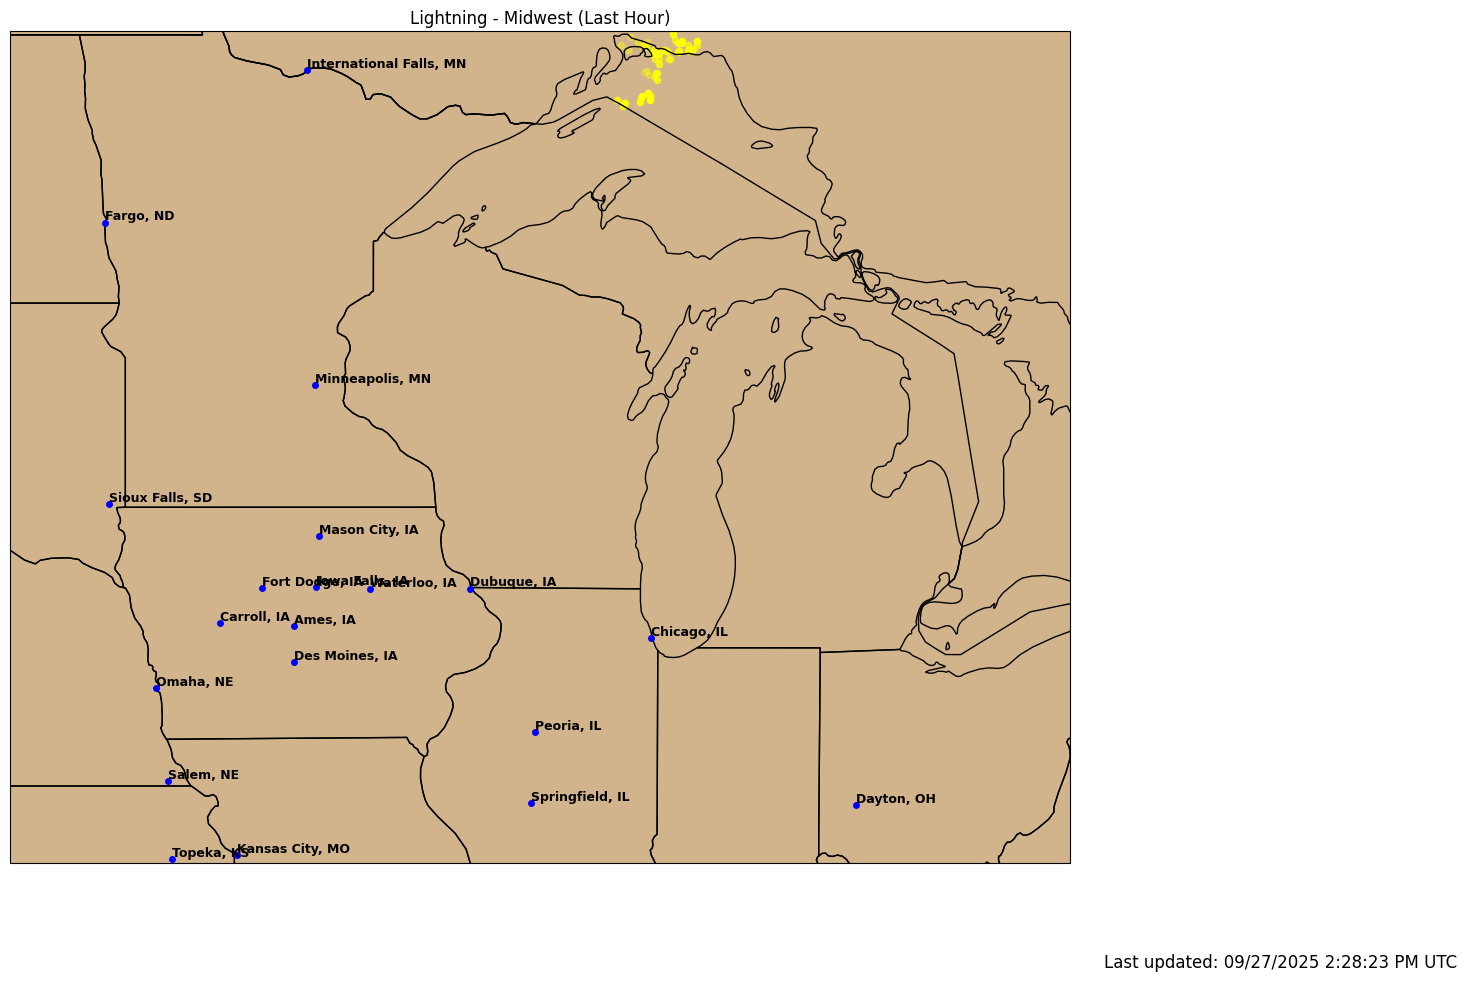 Lightning - Midwest (Last Hour)
International Falls, MN
Fargo, ND
Minneapolis, MN
Sioux Falls, SD
Mason City, IA
Fort Dodge, IA
Iowa Falls, IA
Waterloo, IA
Dubuque, IA
Carroll, IA
Ames, IA
Chicago, IL
Des Moines, IA
Omaha, NE
Peoria, IL
Salem, NE
Springfield, IL
Dayton, OH
Topeka, KS
Kansas City, MO
Last updated: 09/27/2025 2:28:23 PM UTC